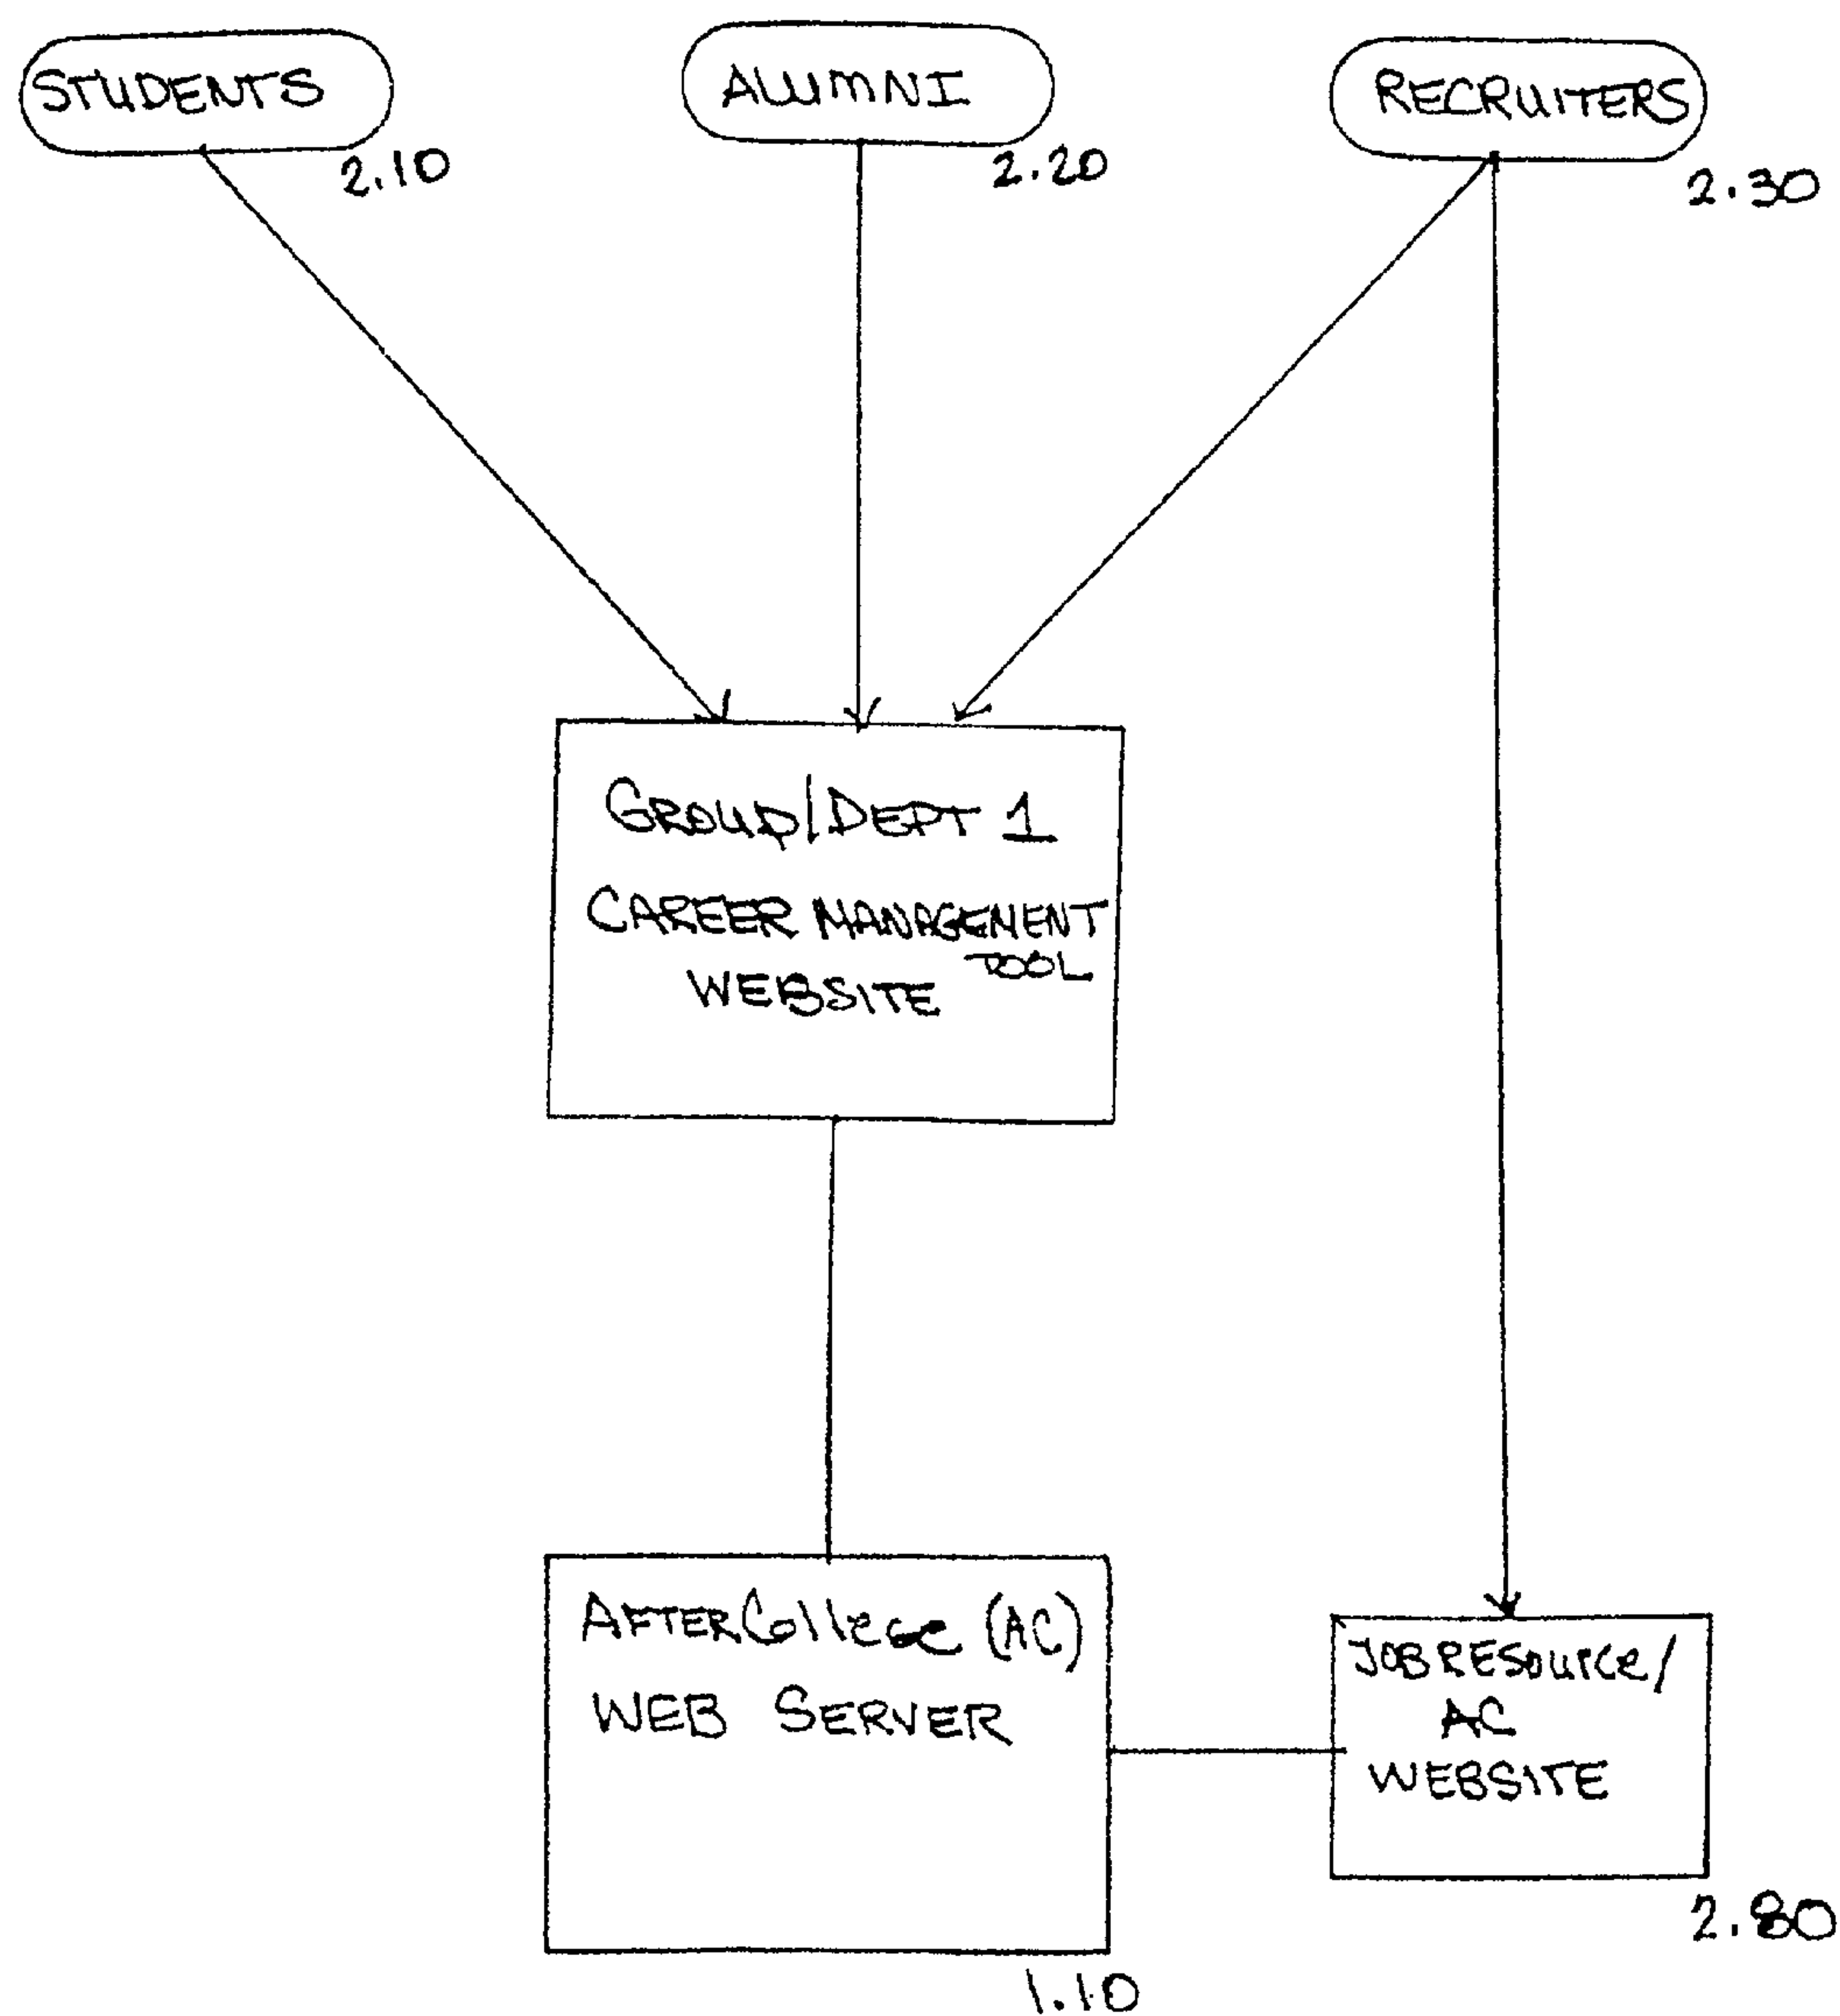 STUDENTS
2.10
ALUMNI
2.20
RECRUITERS
2.30
GROUP/DEPT 1
CAREER MANAGEMENT
TOOL
WEBSITE
AFTERCollege (AC)
WEB SERVER
1.10
JOBRESOURCE/
AC
WEBSITE
2.80